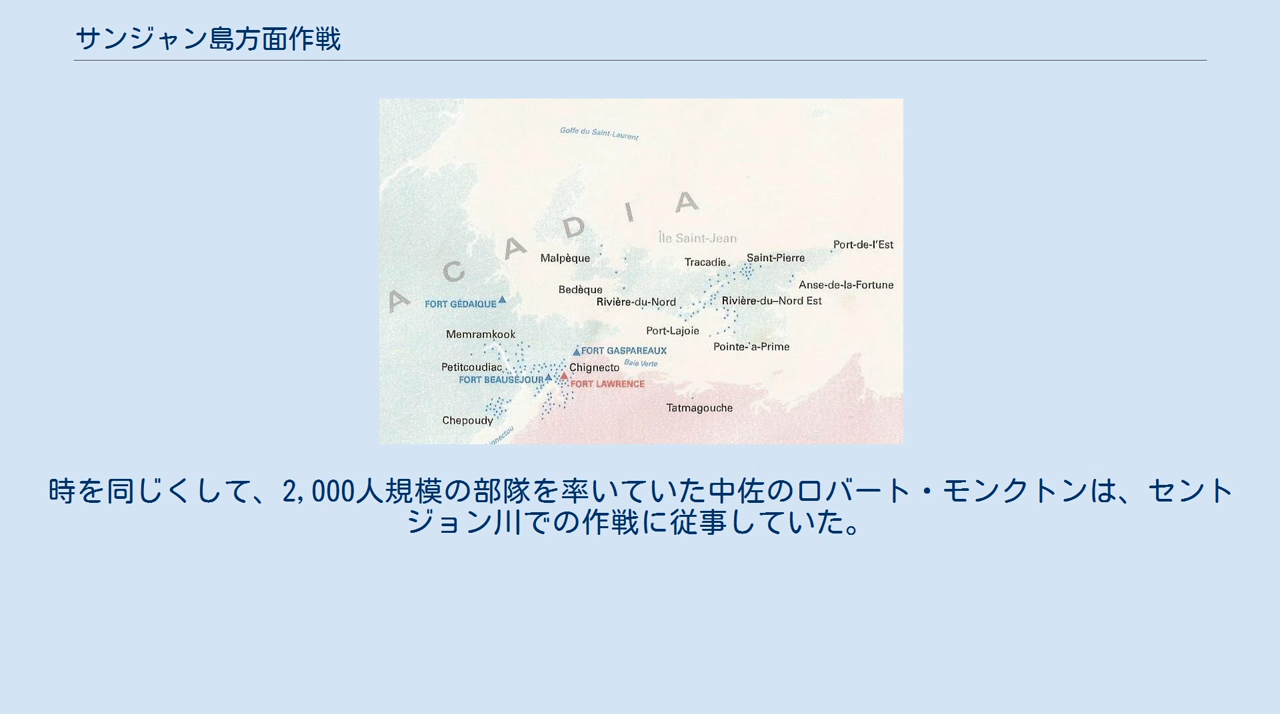 サンジャン島方面作戦
Golfe du Saint-Laurent
ACADIA
Île Saint-Jean
Port-de-l'Est
Malpèque
Tracadie
Saint-Pierre
Anse-de-la-Fortune
Bedèque
Rivière-du-Nord
Rivière-du–Nord Est
FORT GÉDAIQUE
Port-Lajoie
Memramkook
Pointe-`a-Prime
FORT GASPAREAUX
Baie Verte
Petitcoudiac
Chignecto
FORT BEAUSÉJOUR
FORT LAWRENCE
Tatmagouche
Chepoudy
時を同じくして、2,000人規模の部隊を率いていた中佐のロバート・モンクトンは、セント
ジョン川での作戦に従事していた。